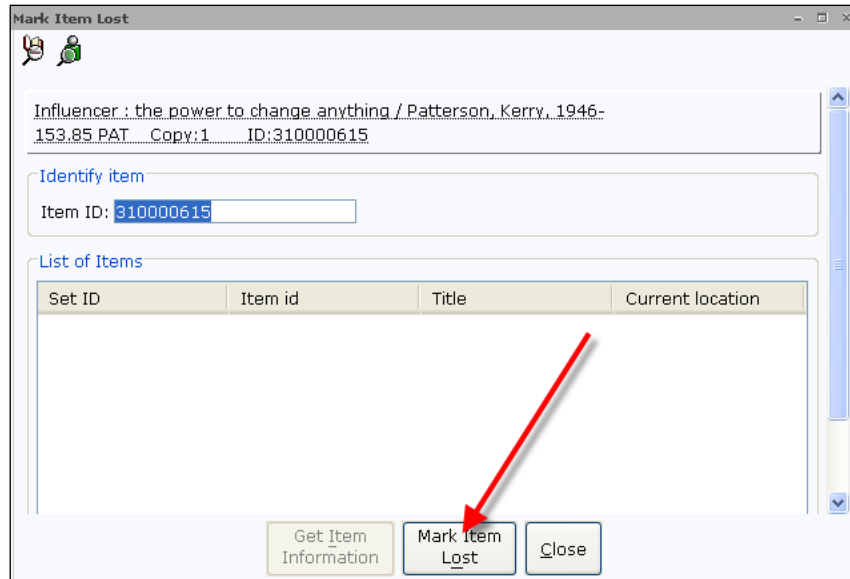 Mark Item Lost
Influencer : the power to change anything / Patterson, Kerry, 1946-
153.85 PAT Copy:1 ID:310000615
Identify item
Item ID: 310000615
List of Items
Set ID Item id Title Current location
Get Item
Information
Mark Item
Lost
Close